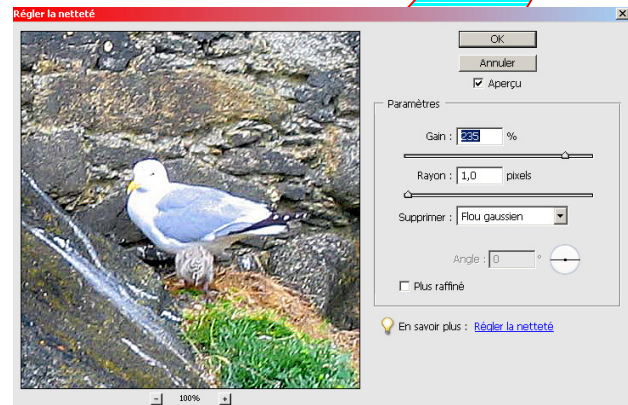 Régler la netteté
OK
Annuler
Aperçu
Paramètres
Gain : 235 %
Rayon : 1,0 pixels
Supprimer : Flou gaussien
Angle : 0 °
Plus raffiné
En savoir plus : Régler la netteté
- 100% +